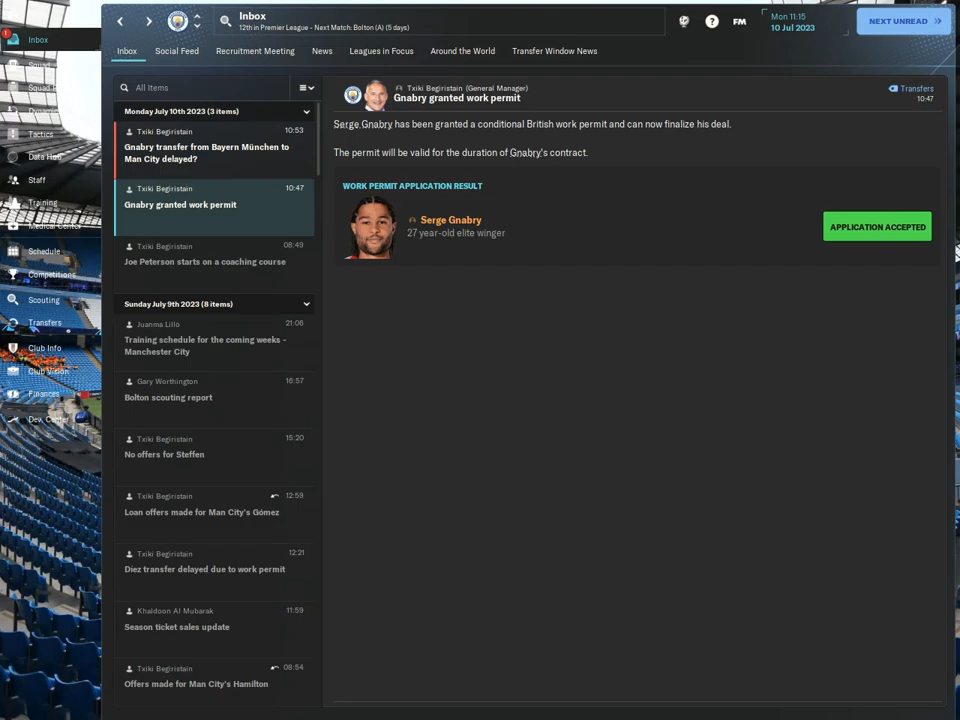 Inbox
12th in Premier League - Next Match: Bolton (A) (5 days)
?
FM
Mon 11:15
10 Jul 2023
NEXT UNREAD
1
Inbox
Squad
Squad
Tactics
Data Hub
Staff
Training
Medical Center
Schedule
Competitions
Scouting
Transfers
Club Info
Club Vision
Finances
Dev. Center
Inbox
Social Feed
Recruitment Meeting
News
Leagues in Focus
Around the World
Transfer Window News
All Items
Monday July 10th 2023 (3 items)
Txiki Begiristain 10:53
Gnabry transfer from Bayern München to
Man City delayed?
Txiki Begiristain 10:47
Gnabry granted work permit
Txiki Begiristain 08:49
Joe Peterson starts on a coaching course
Sunday July 9th 2023 (8 items)
Juanma Lillo 21:06
Training schedule for the coming weeks -
Manchester City
Gary Worthington 16:57
Bolton scouting report
Txiki Begiristain 15:20
No offers for Steffen
Txiki Begiristain 12:59
Loan offers made for Man City's Gómez
Txiki Begiristain 12:21
Díez transfer delayed due to work permit
Khaldoon Al Mubarak 11:59
Season ticket sales update
Txiki Begiristain 08:54
Offers made for Man City's Hamilton
Txiki Begiristain (General Manager)
Gnabry granted work permit
Transfers
10:47
Serge Gnabry has been granted a conditional British work permit and can now finalize his deal.
The permit will be valid for the duration of Gnabry's contract.
WORK PERMIT APPLICATION RESULT
Serge Gnabry
27 year-old elite winger
APPLICATION ACCEPTED